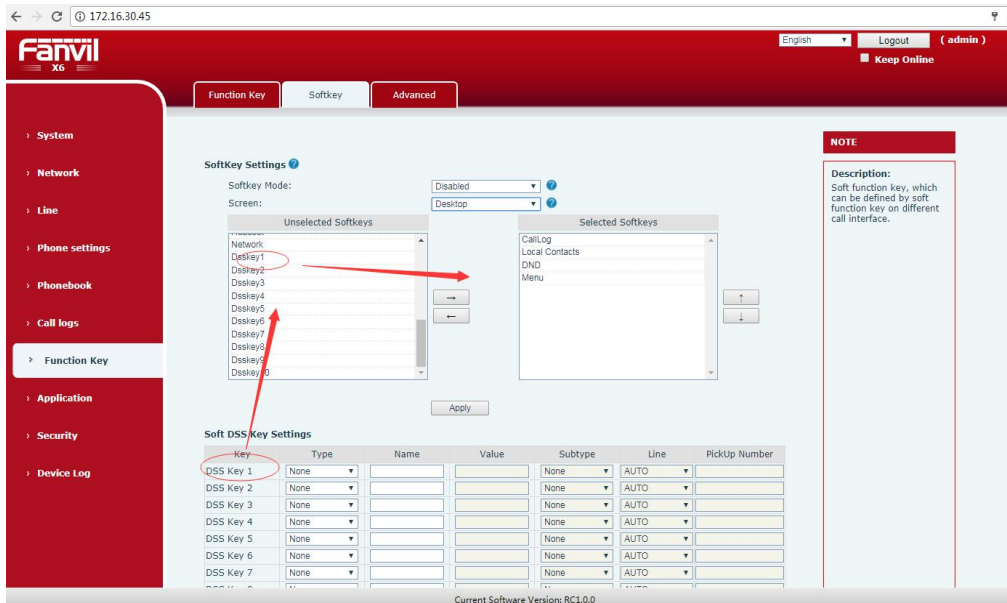 172.16.30.45
Fanvil
X6
English Logout ( admin )
Keep Online
Function Key Softkey Advanced
› System
› Network
› Line
› Phone settings
› Phonebook
› Call logs
› Function Key
› Application
› Security
› Device Log
SoftKey Settings
Softkey Mode: Disabled
Screen: Desktop
Unselected Softkeys Selected Softkeys
Network
Dsskey1
Dsskey2
Dsskey3
Dsskey4
Dsskey5
Dsskey6
Dsskey7
Dsskey8
Dsskey9
Dsskey10
CallLog
Local Contacts
DND
Menu
→
←
↑
↓
Apply
Soft DSS Key Settings
Key Type Name Value Subtype Line PickUp Number
DSS Key 1 None None AUTO
DSS Key 2 None None AUTO
DSS Key 3 None None AUTO
DSS Key 4 None None AUTO
DSS Key 5 None None AUTO
DSS Key 6 None None AUTO
DSS Key 7 None None AUTO
NOTE
Description:
Soft function key, which
can be defined by soft
function key on different
call interface.
Current Software Version: RC1.0.0